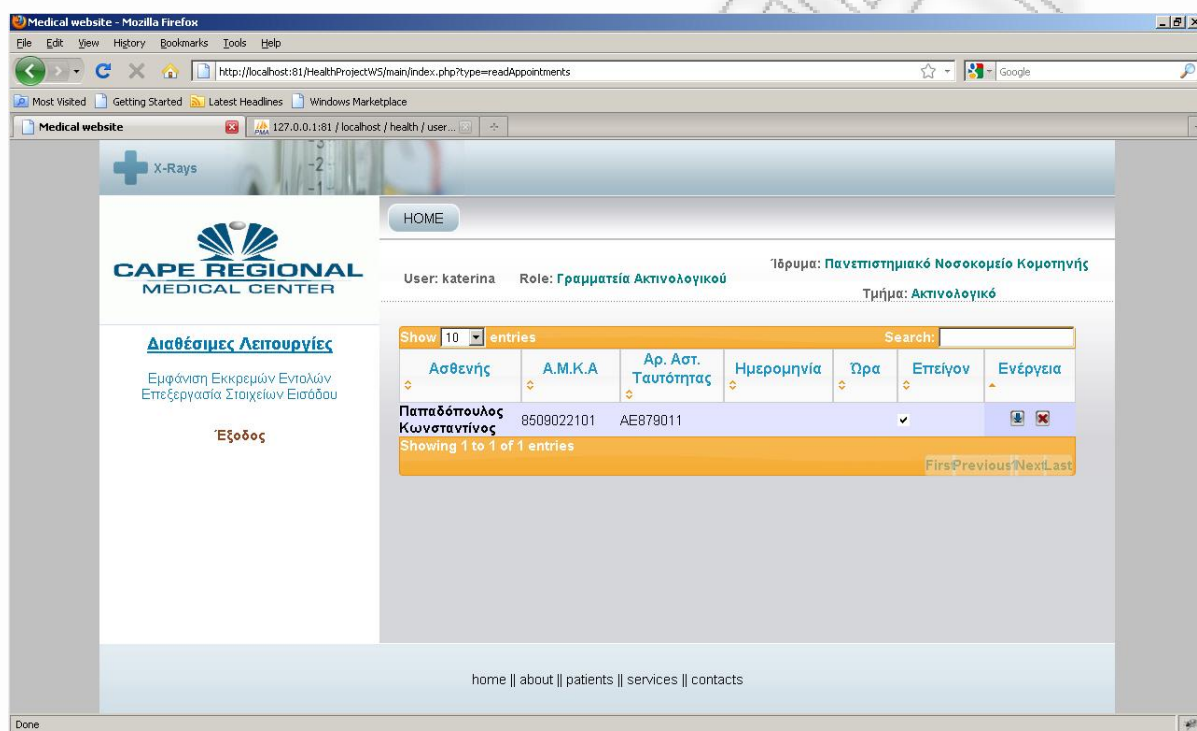 Medical website - Mozilla Firefox
File Edit View History Bookmarks Tools Help
http://localhost:81/HealthProjectWS/main/index.php?type=readAppointments
Google
Most Visited Getting Started Latest Headlines Windows Marketplace
Medical website 127.0.0.1:81 / localhost / health / user...
X-Rays
-3
-2
-1
HOME
CAPE REGIONAL
MEDICAL CENTER
User: katerina Role: Γραμματεία Ακτινολογικού
Ίδρυμα: Πανεπιστημιακό Νοσοκομείο Κομοτηνής
Τμήμα: Ακτινολογικό
Διαθέσιμες Λειτουργίες
Εμφάνιση Εκκρεμών Εντολών
Επεξεργασία Στοιχείων Εισόδου
Έξοδος
Show 10 entries Search:
Ασθενής Α.Μ.Κ.Α Αρ. Αστ. Ταυτότητας Ημερομηνία Ώρα Επείγον Ενέργεια
Παπαδόπουλος
Κωνσταντίνος 8509022101 AE879011
Showing 1 to 1 of 1 entries
First Previous 1 Next Last
home || about || patients || services || contacts
Done